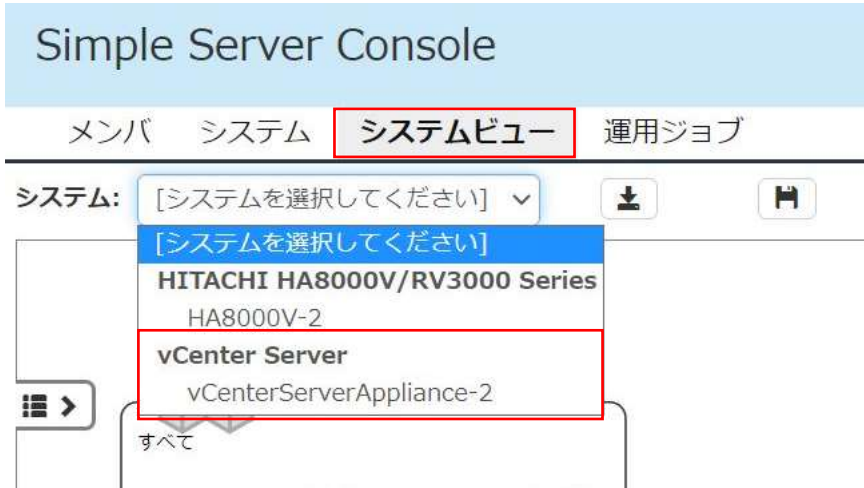 Simple Server Console
メンバ システム システムビュー 運用ジョブ
システム: [システムを選択してください]
[システムを選択してください]
HITACHI HA8000V/RV3000 Series
HA8000V-2
vCenter Server
vCenterServerAppliance-2
すべて